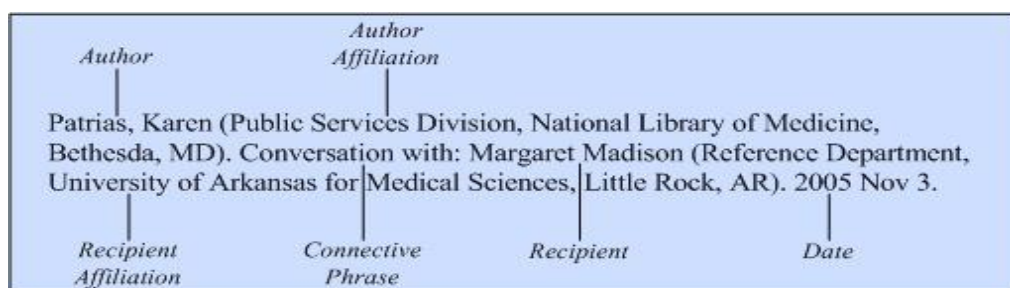 Author
Author
Affiliation
Patrias, Karen (Public Services Division, National Library of Medicine,
Bethesda, MD). Conversation with: Margaret Madison (Reference Department,
University of Arkansas for Medical Sciences, Little Rock, AR). 2005 Nov 3.
Recipient
Affiliation
Connective
Phrase
Recipient
Date